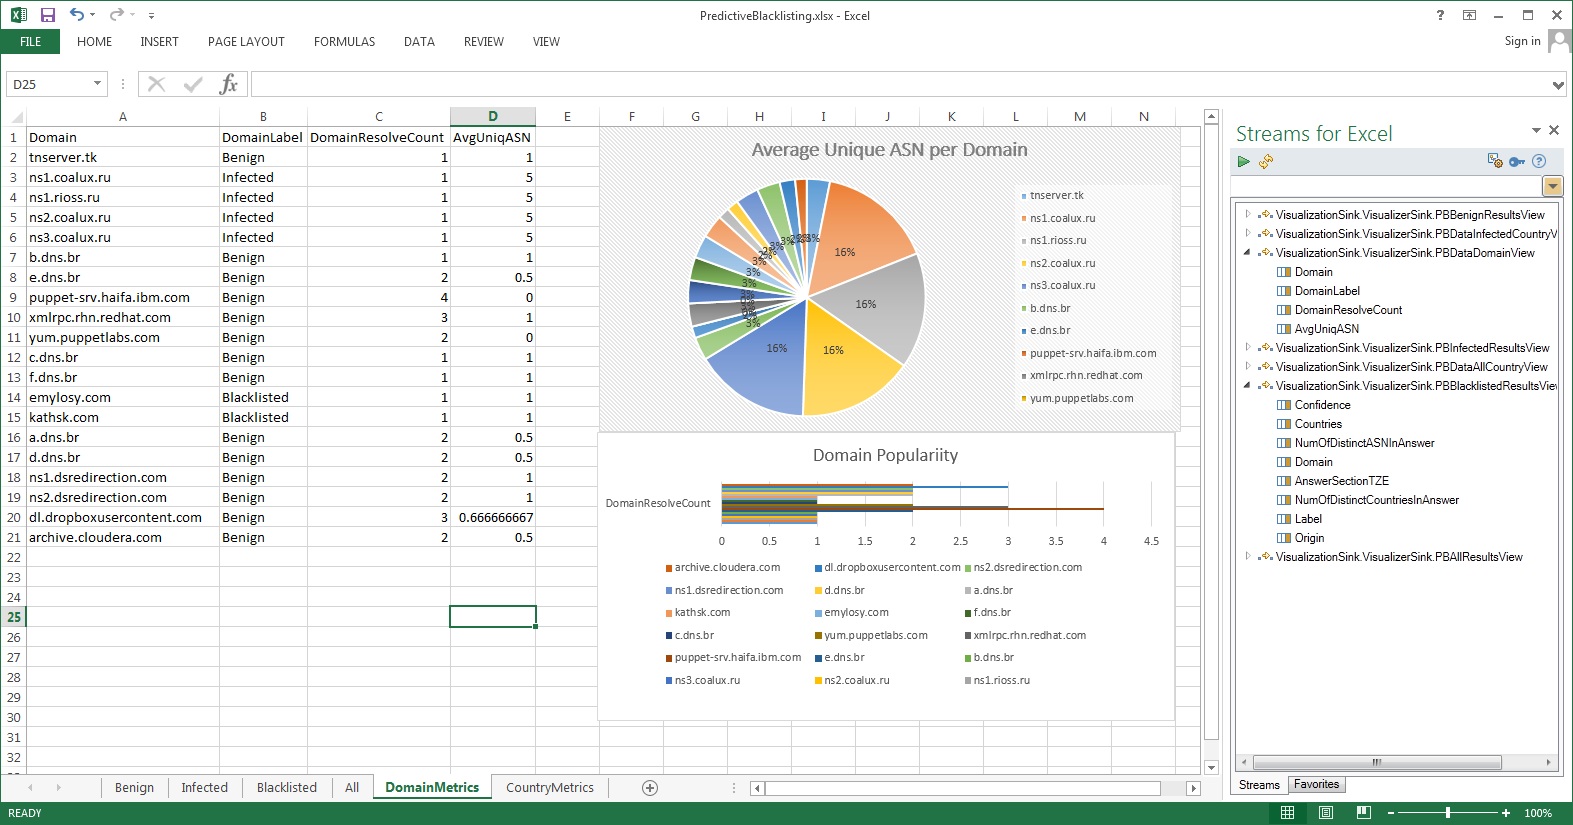 PredictiveBlacklisting.xlsx - Excel
FILE HOME INSERT PAGE LAYOUT FORMULAS DATA REVIEW VIEW Sign in
D25 fx
A B C D E F G H I J K L M N
1 Domain DomainLabel DomainResolveCount AvgUniqASN
2 tnserver.tk Benign 1 1
3 ns1.coalux.ru Infected 1 5
4 ns1.rioss.ru Infected 1 5
5 ns2.coalux.ru Infected 1 5
6 ns3.coalux.ru Infected 1 5
7 b.dns.br Benign 1 1
8 e.dns.br Benign 2 0.5
9 puppet-srv.haifa.ibm.com Benign 4 0
10 xmlrpc.rhn.redhat.com Benign 3 1
11 yum.puppetlabs.com Benign 2 0
12 c.dns.br Benign 1 1
13 f.dns.br Benign 1 1
14 emylosy.com Blacklisted 1 1
15 kathsk.com Blacklisted 1 1
16 a.dns.br Benign 2 0.5
17 d.dns.br Benign 2 0.5
18 ns1.dsredirection.com Benign 2 1
19 ns2.dsredirection.com Benign 2 1
20 dl.dropboxusercontent.com Benign 3 0.666666667
21 archive.cloudera.com Benign 2 0.5
22
23
24
25
26
27
28
29
30
31
32
Average Unique ASN per Domain
16%
16%
16%
16%
3%
3%
3%
3%
3%
tnserver.tk
ns1.coalux.ru
ns1.rioss.ru
ns2.coalux.ru
ns3.coalux.ru
b.dns.br
e.dns.br
puppet-srv.haifa.ibm.com
xmlrpc.rhn.redhat.com
yum.puppetlabs.com
Domain Populariity
DomainResolveCount
0 0.5 1 1.5 2 2.5 3 3.5 4 4.5
archive.cloudera.com dl.dropboxusercontent.com ns2.dsredirection.com
ns1.dsredirection.com d.dns.br a.dns.br
kathsk.com emylosy.com f.dns.br
c.dns.br yum.puppetlabs.com xmlrpc.rhn.redhat.com
puppet-srv.haifa.ibm.com e.dns.br b.dns.br
ns3.coalux.ru ns2.coalux.ru ns1.rioss.ru
Streams for Excel
VisualizationSink.VisualizerSink.PBBenignResultsView
VisualizationSink.VisualizerSink.PBDataInfectedCountryV
VisualizationSink.VisualizerSink.PBDataDomainView
Domain
DomainLabel
DomainResolveCount
AvgUniqASN
VisualizationSink.VisualizerSink.PBInfectedResultsView
VisualizationSink.VisualizerSink.PBDataAllCountryView
VisualizationSink.VisualizerSink.PBBlacklistedResultsView
Confidence
Countries
NumOfDistinctASNInAnswer
Domain
AnswerSectionTZE
NumOfDistinctCountriesInAnswer
Label
Origin
VisualizationSink.VisualizerSink.PBAllResultsView
Streams Favorites
Benign Infected Blacklisted All DomainMetrics CountryMetrics
READY 100%